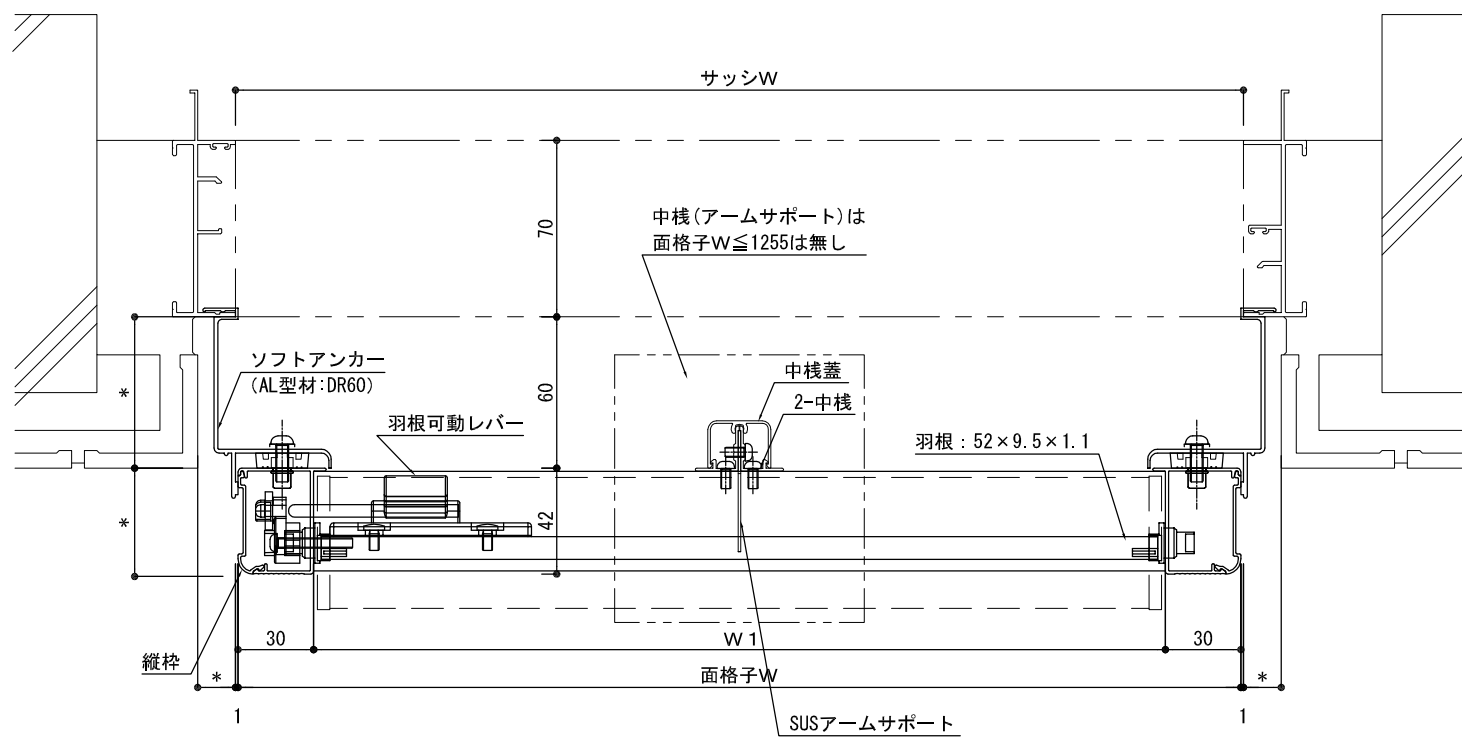 サッシW
70
中桟(アームサポート)は
面格子W≦1255は無し
ソフトアンカー
(AL型材:DR60)
*
60
中桟蓋
2-中桟
羽根可動レバー
羽根:52×9.5×1.1
*
42
30
W1
30
縦枠
*
面格子W
*
1
1
SUSアームサポート